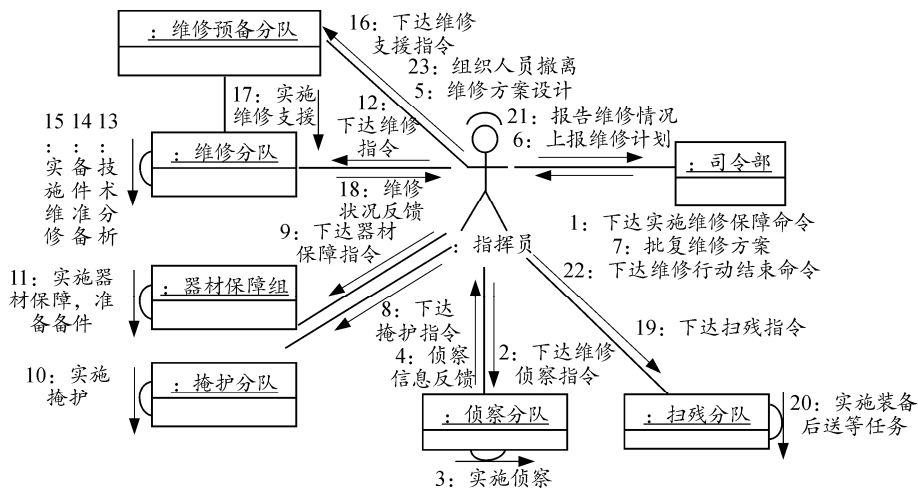 ：维修预备分队
16：下达维修
支援指令
23：组织人员撤离
5：维修方案设计
17：实施
维修支援
12：
下达维修
指令
21：报告维修情况
6：上报维修计划
15：实施维修
14：备件准备
13：技术分析
：维修分队
：司令部
18：维修
状况反馈
1：下达实施维修保障命令
7：批复维修方案
22：下达维修行动结束命令
9：下达器材
保障指令
：指挥员
11：实施器
材保障，准
备备件
：器材保障组
8：下达
掩护指令
19：下达扫残指令
4：侦察
信息反馈
2：下达维修
侦察指令
10：实施
掩护
：掩护分队
：侦察分队
：扫残分队
20：实施装备
后送等任务
3：实施侦察